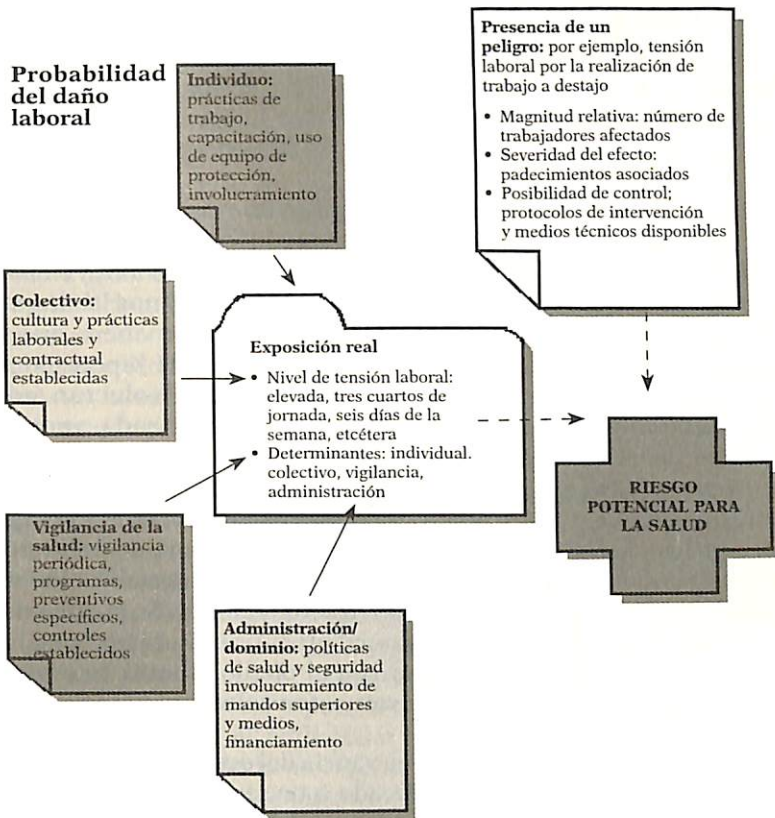 Probabilidad
del daño
laboral
Individuo:
prácticas de
trabajo,
capacitación, uso
de equipo de
protección,
involucramiento
Presencia de un
peligro: por ejemplo, tensión
laboral por la realización de
trabajo a destajo
• Magnitud relativa: número de
trabajadores afectados
• Severidad del efecto:
padecimientos asociados
• Posibilidad de control;
protocolos de intervención
y medios técnicos disponibles
Colectivo:
cultura y prácticas
laborales y
contractual
establecidas
Exposición real
• Nivel de tensión laboral:
elevada, tres cuartos de
jornada, seis días de la
semana, etcétera
• Determinantes: individual.
colectivo, vigilancia,
administración
RIESGO
POTENCIAL PARA
LA SALUD
Vigilancia de la
salud: vigilancia
periódica,
programas,
preventivos
específicos,
controles
establecidos
Administración/
dominio: políticas
de salud y seguridad
involucramiento de
mandos superiores
y medios,
financiamiento